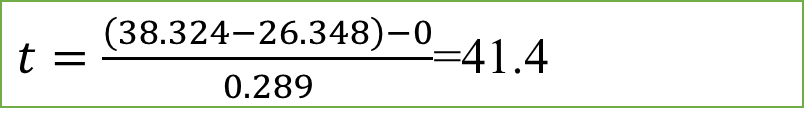 t = (38.324−26.348)−0 / 0.289 =41.4